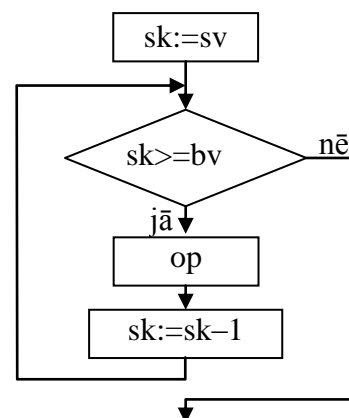 sk:=sv
sk>=bv
nē
jā
op
sk:=sk–1